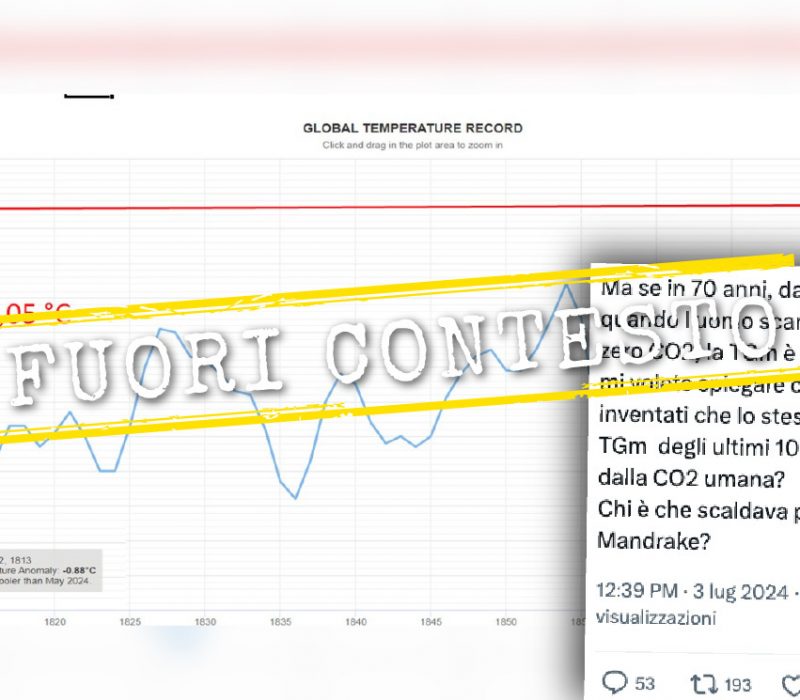 GLOBAL TEMPERATURE RECORD
Click and drag in the plot area to zoom in
05 °C
FUORI CONTESTO
2, 1813
ture Anomaly: -0.88°C
ooler than May 2024.
1820 1825 1830 1835 1840 1845 1850
Ma se in 70 anni, da
quando l'uomo scar
zero CO2, la TGm è
mi volete spiegare c
inventati che lo stes
TGm degli ultimi 10
dalla CO2 umana?
Chi è che scaldava p
Mandrake?
12:39 PM · 3 lug 2024 ·
visualizzazioni
53 193